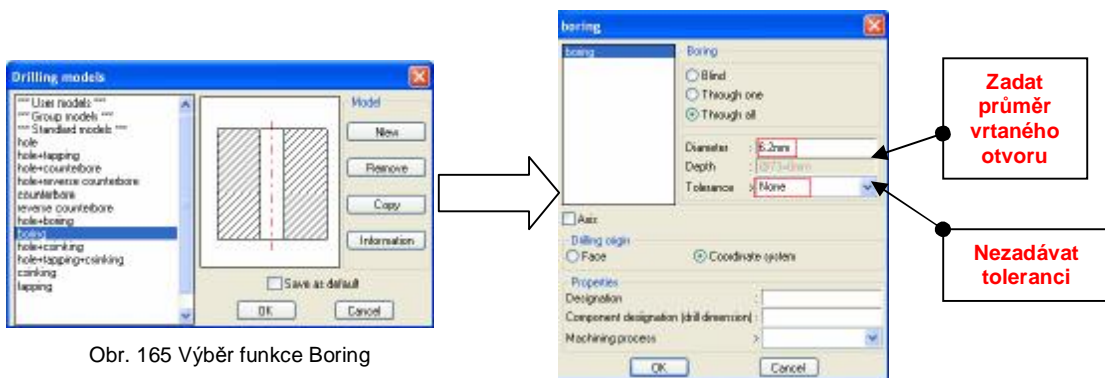 Drilling models
*** User models ***
*** Group models ***
*** Standard models ***
hole
hole+tapping
hole+counterbore
hole+reverse counterbore
counterbore
reverse counterbore
hole+boring
boring
hole+csinking
hole+tapping+csinking
csinking
tapping
Model
New
Remove
Copy
Information
Save as default
OK
Cancel
Obr. 165 Výběr funkce Boring
boring
boring
Boring
Blind
Through one
Through all
Diameter : 6.2mm
Depth :
Tolerance > None
Axis
Drilling origin
Face
Coordinate system
Properties
Designation :
Component designation (drill dimension) :
Machining process >
OK
Cancel
Zadat
průměr
vrtaného
otvoru
Nezadávat
toleranci